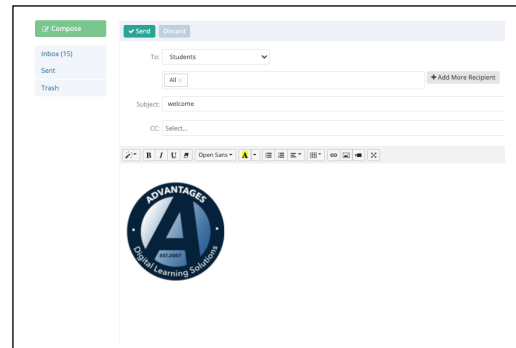 Compose
Send Discard
Inbox (15)
Sent
Trash
To: Students
All ×
+ Add More Recipient
Subject: welcome
CC: Select...
B I U Open Sans A
ADVANTAGES
A
EST.2007
Digital Learning Solutions